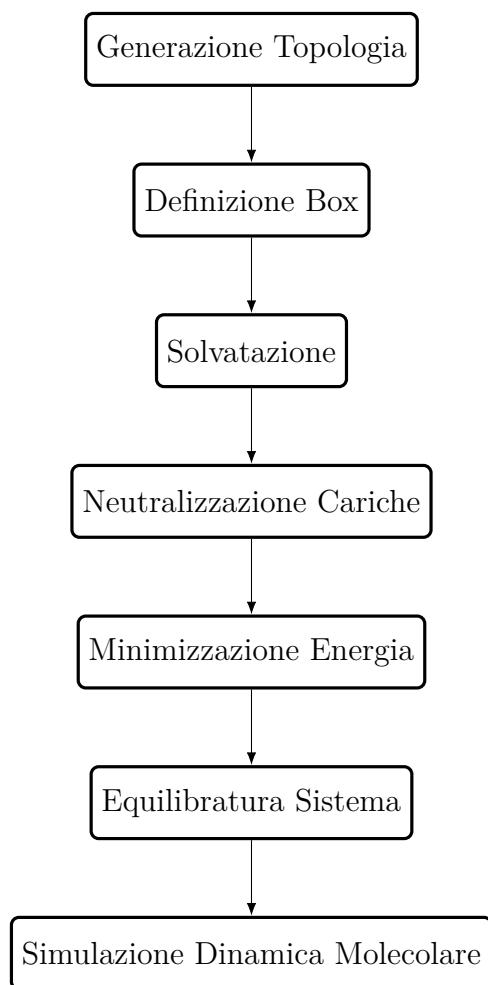 Generazione Topologia
Definizione Box
Solvatazione
Neutralizzazione Cariche
Minimizzazione Energia
Equilibratura Sistema
Simulazione Dinamica Molecolare